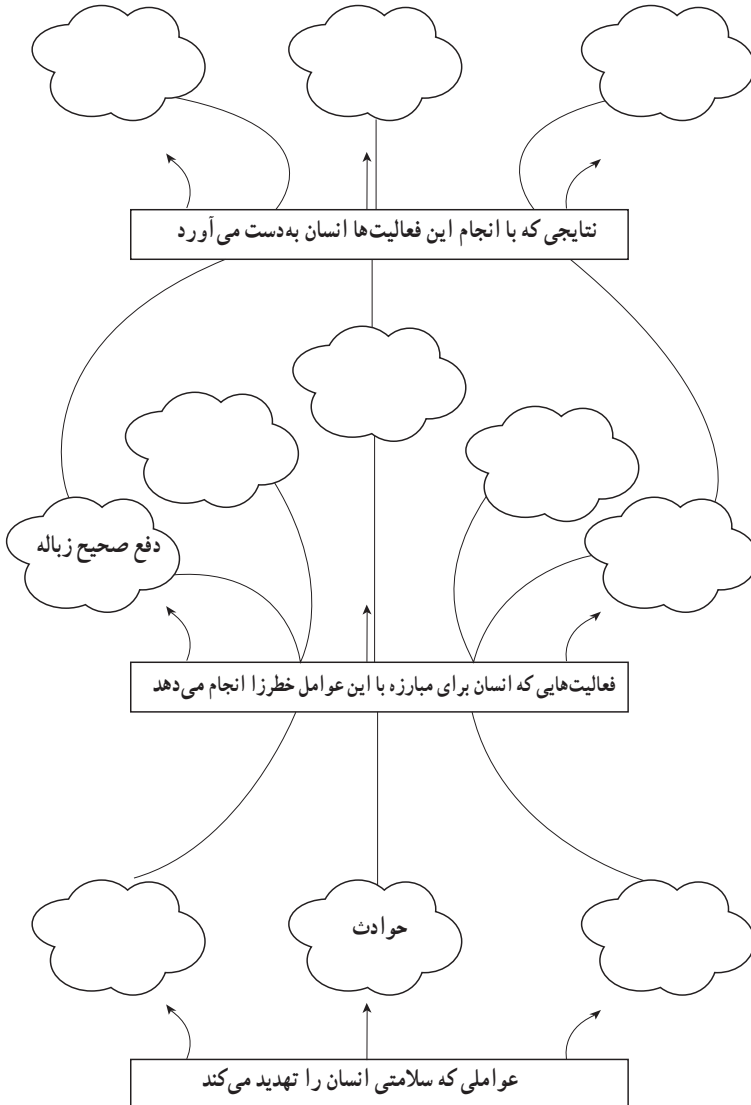 نتایجی که با انجام این فعالیت‌ها انسان به‌دست می‌آورد
دفع صحیح زباله
فعالیت‌هایی که انسان برای مبارزه با این عوامل خطرزا انجام می‌دهد
حوادث
عواملی که سلامتی انسان را تهدید می‌کند